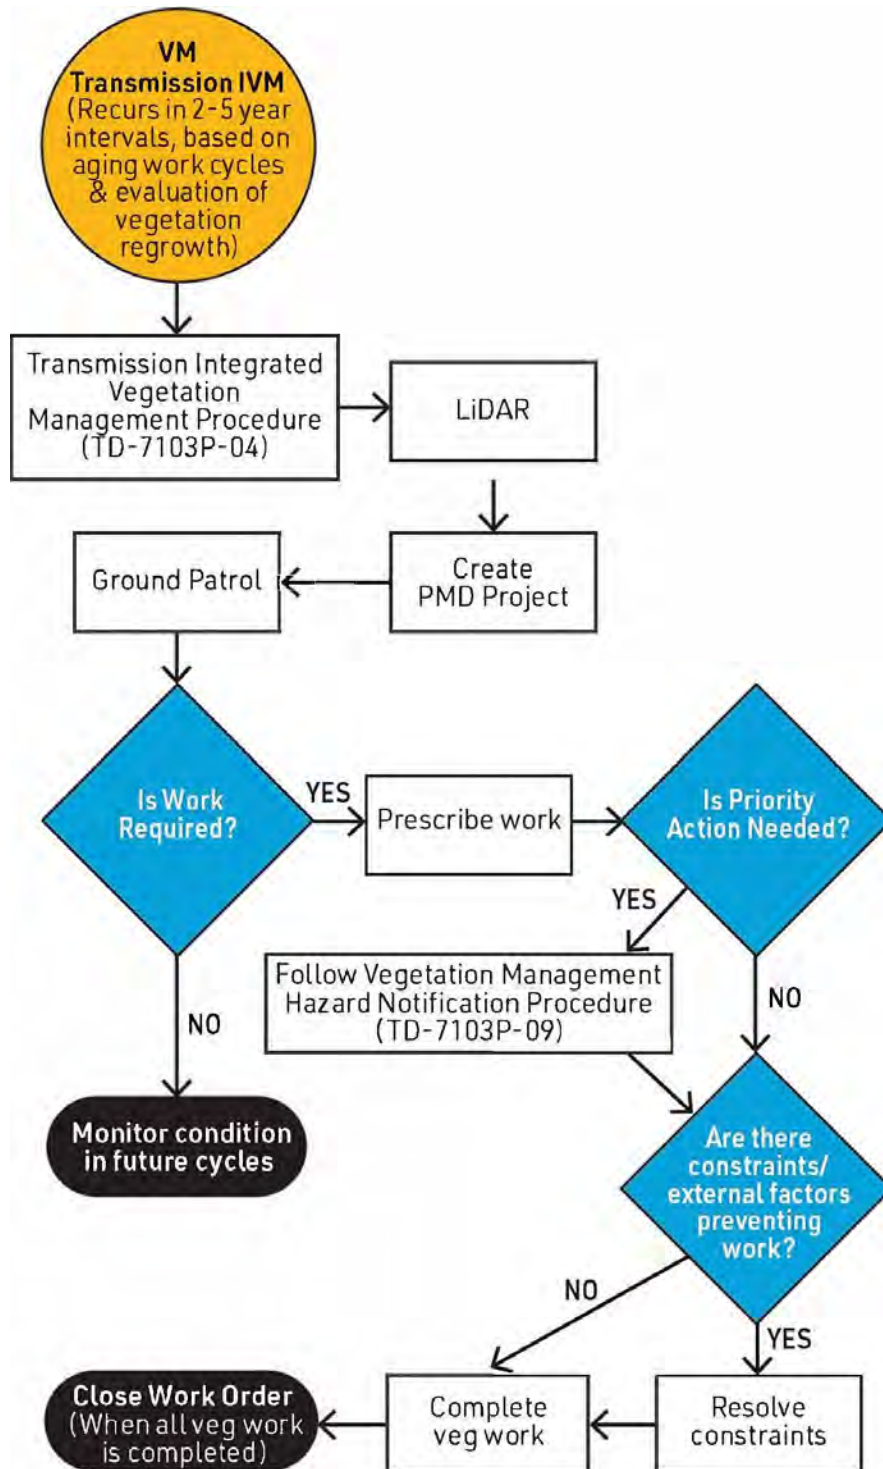 VM
Transmission IVM
(Recurs in 2-5 year
intervals, based on
aging work cycles
& evaluation of
vegetation
regrowth)
Transmission Integrated
Vegetation
Management Procedure
(TD-7103P-04)
LiDAR
Create
PMD Project
Ground Patrol
Is Work
Required?
YES
Prescribe work
Is Priority
Action Needed?
YES
Follow Vegetation Management
Hazard Notification Procedure
(TD-7103P-09)
NO
NO
Monitor condition
in future cycles
Are there
constraints/
external factors
preventing
work?
NO
YES
Resolve
constraints
Complete
veg work
Close Work Order
(When all veg work
is completed)